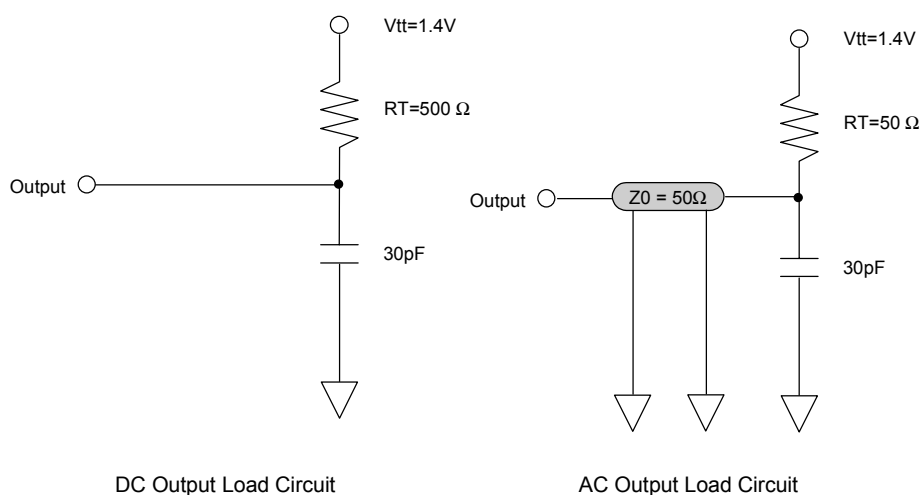 Vtt=1.4V
RT=500 Ω
Output
30pF
DC Output Load Circuit
Vtt=1.4V
RT=50 Ω
Output
Z0 = 50Ω
30pF
AC Output Load Circuit